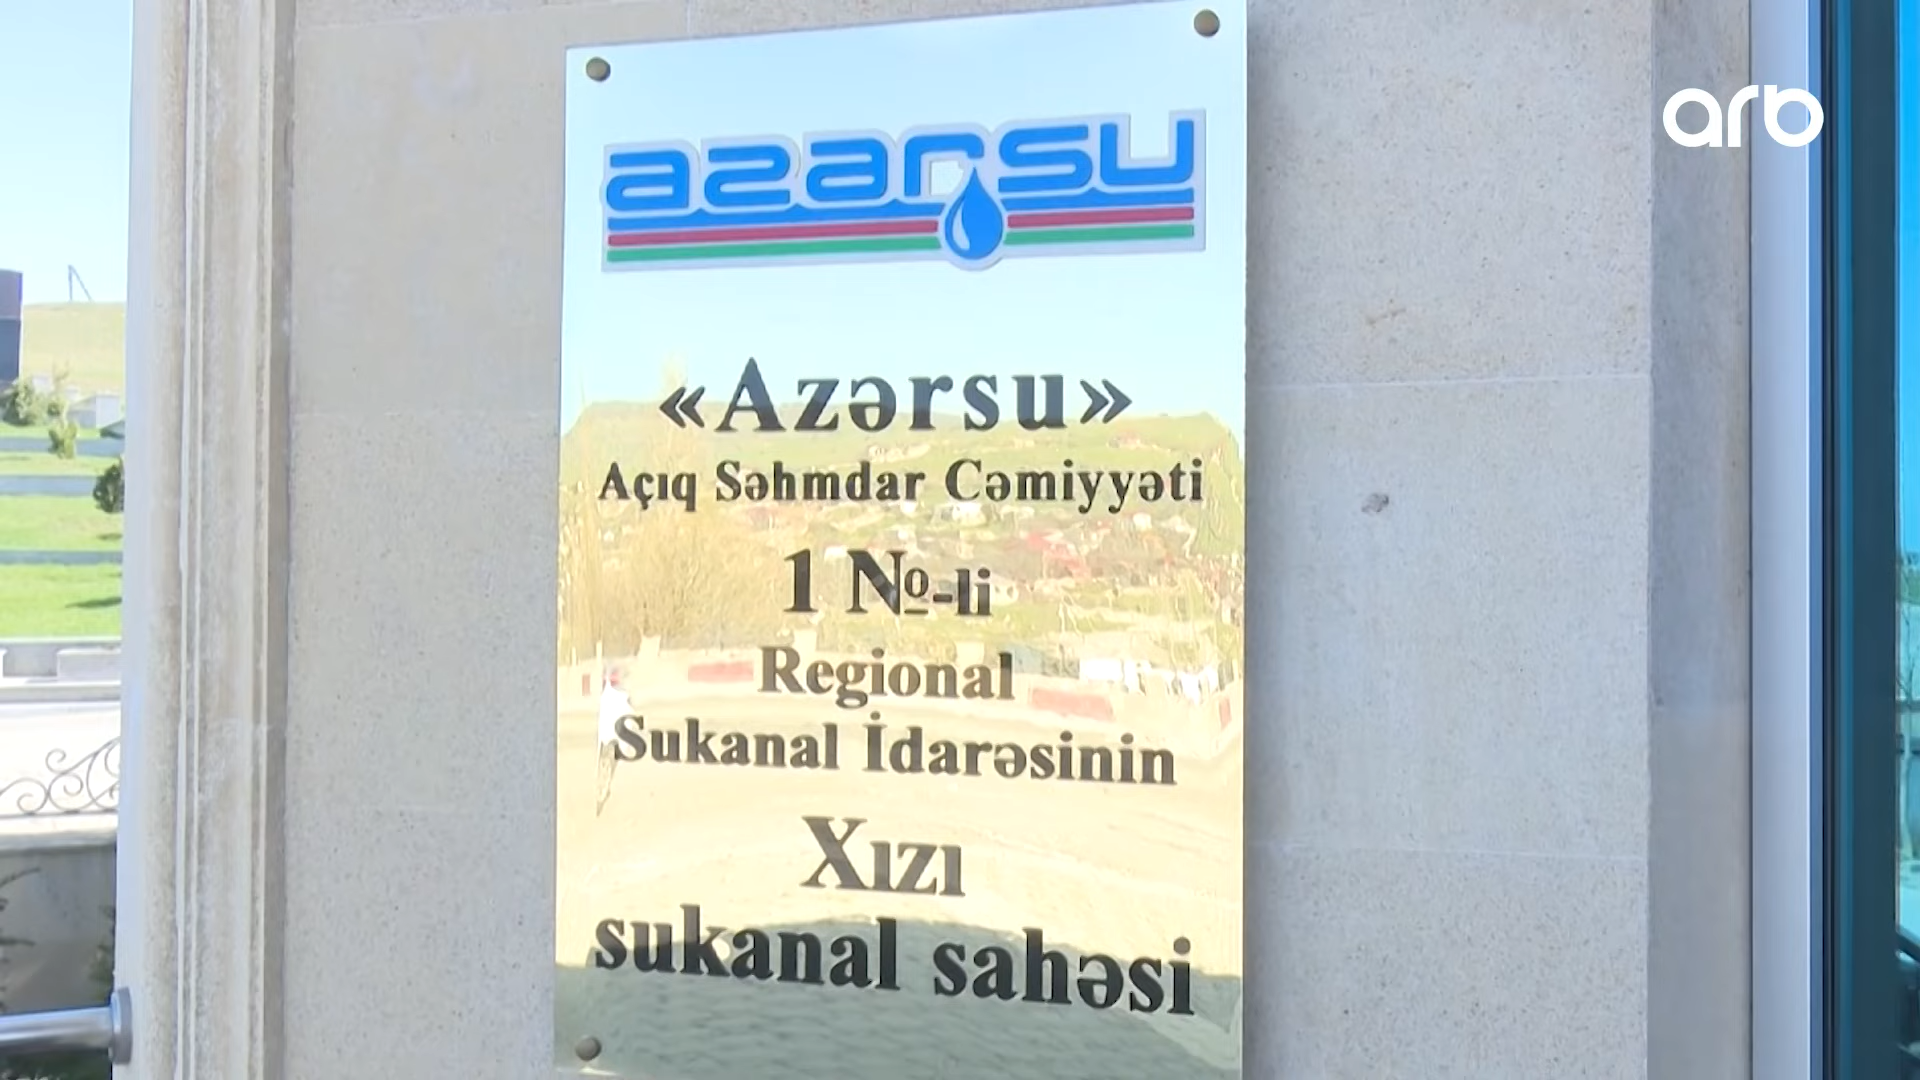 arb
azərsu
«Azərsu»
Açıq Səhmdar Cəmiyyəti
1 №-li
Regional
Sukanal İdarəsinin
Xızı
sukanal sahəsi